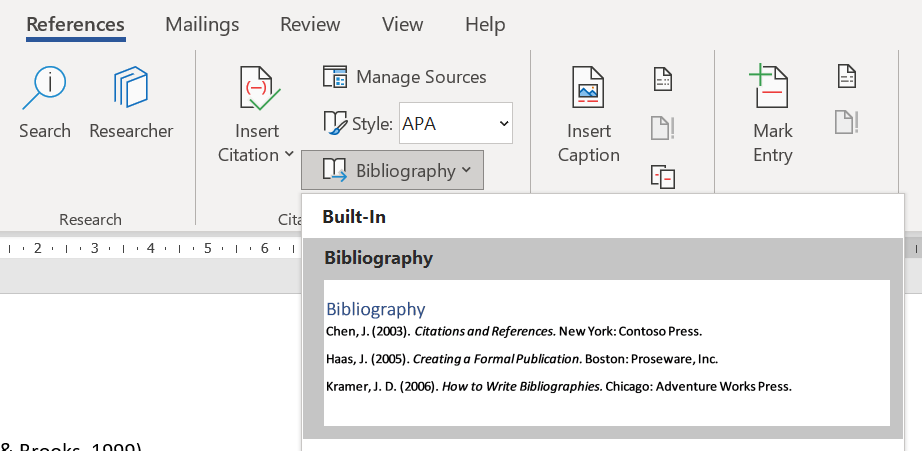 References Mailings Review View Help
Search Researcher Insert Citation Manage Sources
Style: APA
Bibliography
Insert Caption Mark Entry
Research
Built-In
2 3 4 5 6
Bibliography
Bibliography
Chen, J. (2003). Citations and References. New York: Contoso Press.
Haas, J. (2005). Creating a Formal Publication. Boston: Proseware, Inc.
Kramer, J. D. (2006). How to Write Bibliographies. Chicago: Adventure Works Press.
& Brooks, 1999)